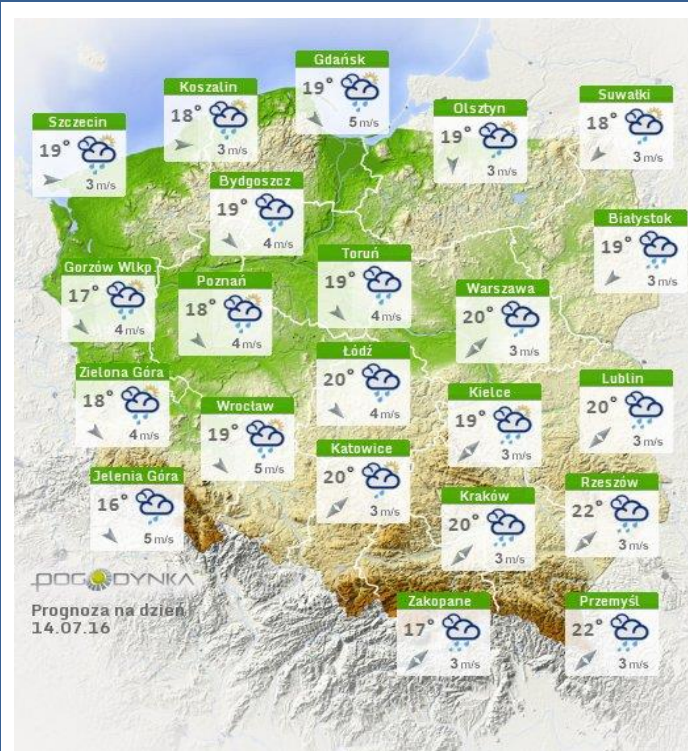 Gdańsk
19°
5 m/s
Koszalin
18°
3 m/s
Szczecin
19°
3 m/s
Olsztyn
19°
3 m/s
Suwałki
18°
3 m/s
Bydgoszcz
19°
4 m/s
Białystok
19°
3 m/s
Gorzów Wlkp.
17°
4 m/s
Poznań
18°
4 m/s
Toruń
19°
4 m/s
Warszawa
20°
3 m/s
Zielona Góra
18°
4 m/s
Wrocław
19°
5 m/s
Łódź
20°
4 m/s
Kielce
19°
3 m/s
Lublin
20°
3 m/s
Jelenia Góra
16°
5 m/s
Katowice
20°
3 m/s
Kraków
20°
3 m/s
Rzeszów
22°
3 m/s
Zakopane
17°
3 m/s
Przemyśl
22°
3 m/s
POGODYNKA
Prognoza na dzień
14.07.16